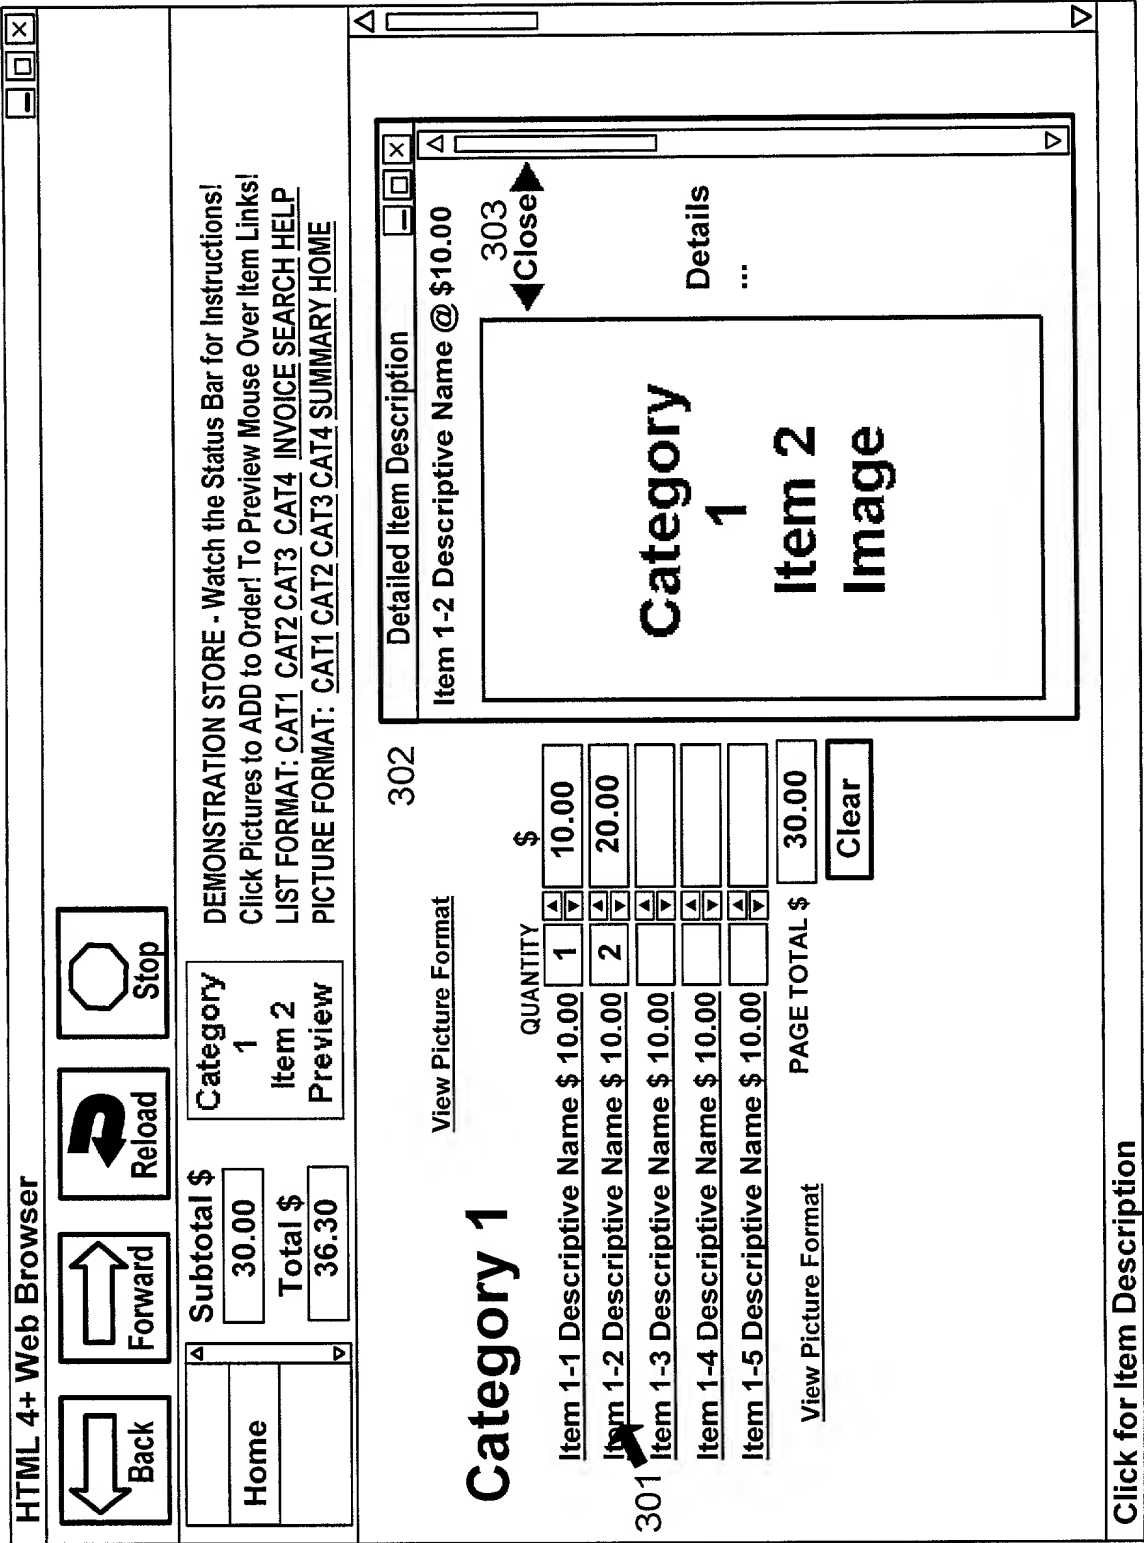 HTML 4+ Web Browser
Back
Forward
Reload
Stop
Home
Subtotal $
30.00
Total $
36.30
Category
1
Item 2
Preview
DEMONSTRATION STORE - Watch the Status Bar for Instructions!
Click Pictures to ADD to Order! To Preview Mouse Over Item Links!
LIST FORMAT: CAT1 CAT2 CAT3 CAT4 INVOICE SEARCH HELP
PICTURE FORMAT: CAT1 CAT2 CAT3 CAT4 SUMMARY HOME
Category 1
View Picture Format
QUANTITY $
Item 1-1 Descriptive Name $ 10.00 1 10.00
Item 1-2 Descriptive Name $ 10.00 2 20.00
Item 1-3 Descriptive Name $ 10.00
Item 1-4 Descriptive Name $ 10.00
Item 1-5 Descriptive Name $ 10.00
301
View Picture Format
PAGE TOTAL $ 30.00
Clear
302
Detailed Item Description
Item 1-2 Descriptive Name @ $10.00
303
Close
Category
1
Item 2
Image
Details
...
Click for Item Description